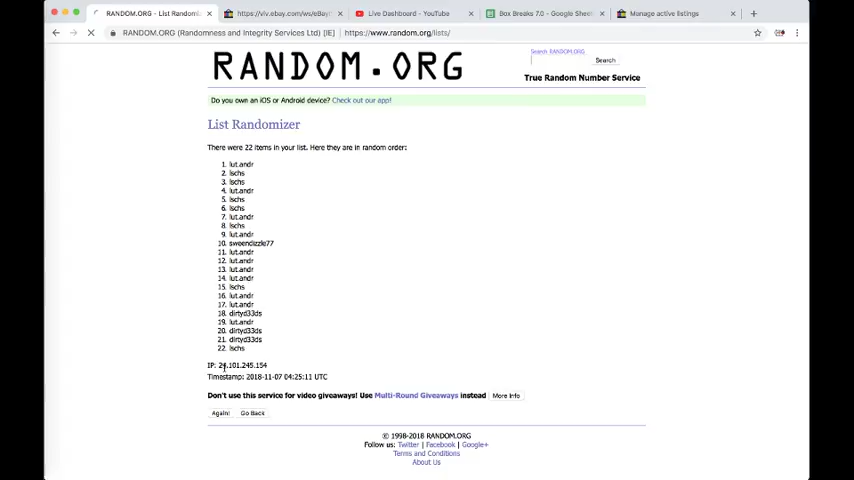 RANDOM.ORG - List Randomi
https://viv.ebay.com/ws/eBay
Live Dashboard - YouTube
Box Breaks 7.0 - Google Sheet
Manage active listings
RANDOM.ORG (Randomness and Integrity Services Ltd) [IE] | https://www.random.org/lists/
RANDOM.ORG
Search RANDOM.ORG
Search
True Random Number Service
Do you own an iOS or Android device? Check out our app!
List Randomizer
There were 22 items in your list. Here they are in random order:
1. lut.andr
2. lschs
3. lschs
4. lut.andr
5. lschs
6. lschs
7. lut.andr
8. lschs
9. lut.andr
10. sweendizzle77
11. lut.andr
12. lut.andr
13. lut.andr
14. lut.andr
15. lschs
16. lut.andr
17. lut.andr
18. dirtyd33ds
19. lut.andr
20. dirtyd33ds
21. dirtyd33ds
22. lschs
IP: 24.101.245.154
Timestamp: 2018-11-07 04:25:11 UTC
Don't use this service for video giveaways! Use Multi-Round Giveaways instead More Info
Again! Go Back
© 1998-2018 RANDOM.ORG
Follow us: Twitter | Facebook | Google+
Terms and Conditions
About Us